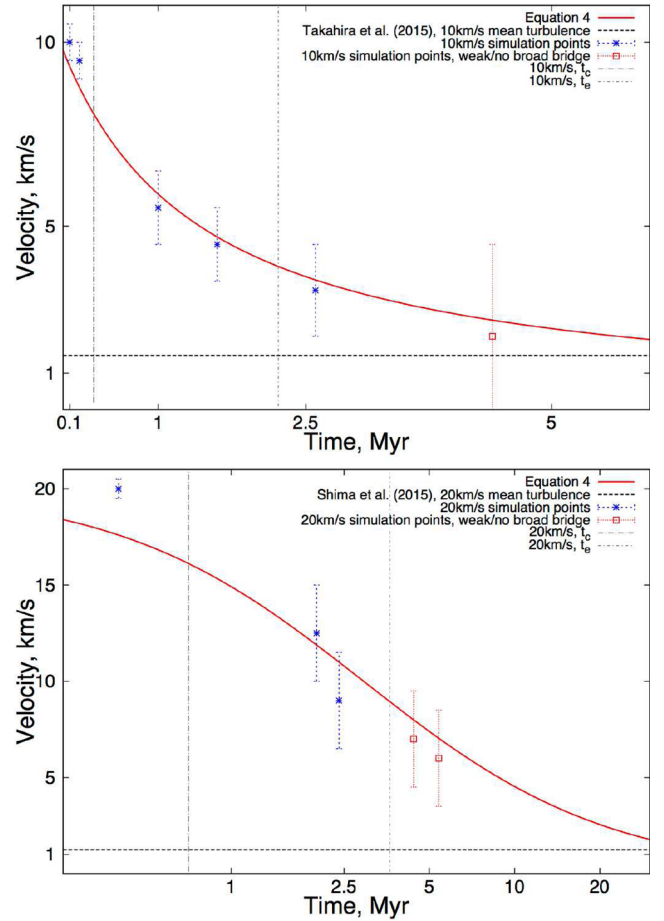 Equation 4
Takahira et al. (2015), 10km/s mean turbulence
10km/s simulation points
10km/s simulation points, weak/no broad bridge
10km/s, t_c
10km/s, t_e
10
5
1
Velocity, km/s
0.1 1 2.5 5
Time, Myr
Equation 4
Shima et al. (2015), 20km/s mean turbulence
20km/s simulation points
20km/s simulation points, weak/no broad bridge
20km/s, t_c
20km/s, t_e
20
15
10
5
1
Velocity, km/s
1 2.5 5 10 20
Time, Myr